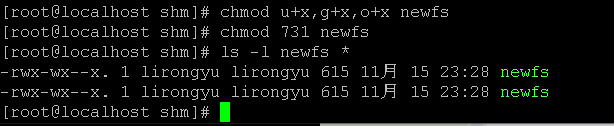 [root@localhost shm]# chmod u+x,g+x,o+x newfs
[root@localhost shm]# chmod 731 newfs
[root@localhost shm]# ls -l newfs *
-rwx-wx--x. 1 lirongyu lirongyu 615 11月 15 23:28 newfs
-rwx-wx--x. 1 lirongyu lirongyu 615 11月 15 23:28 newfs
[root@localhost shm]#